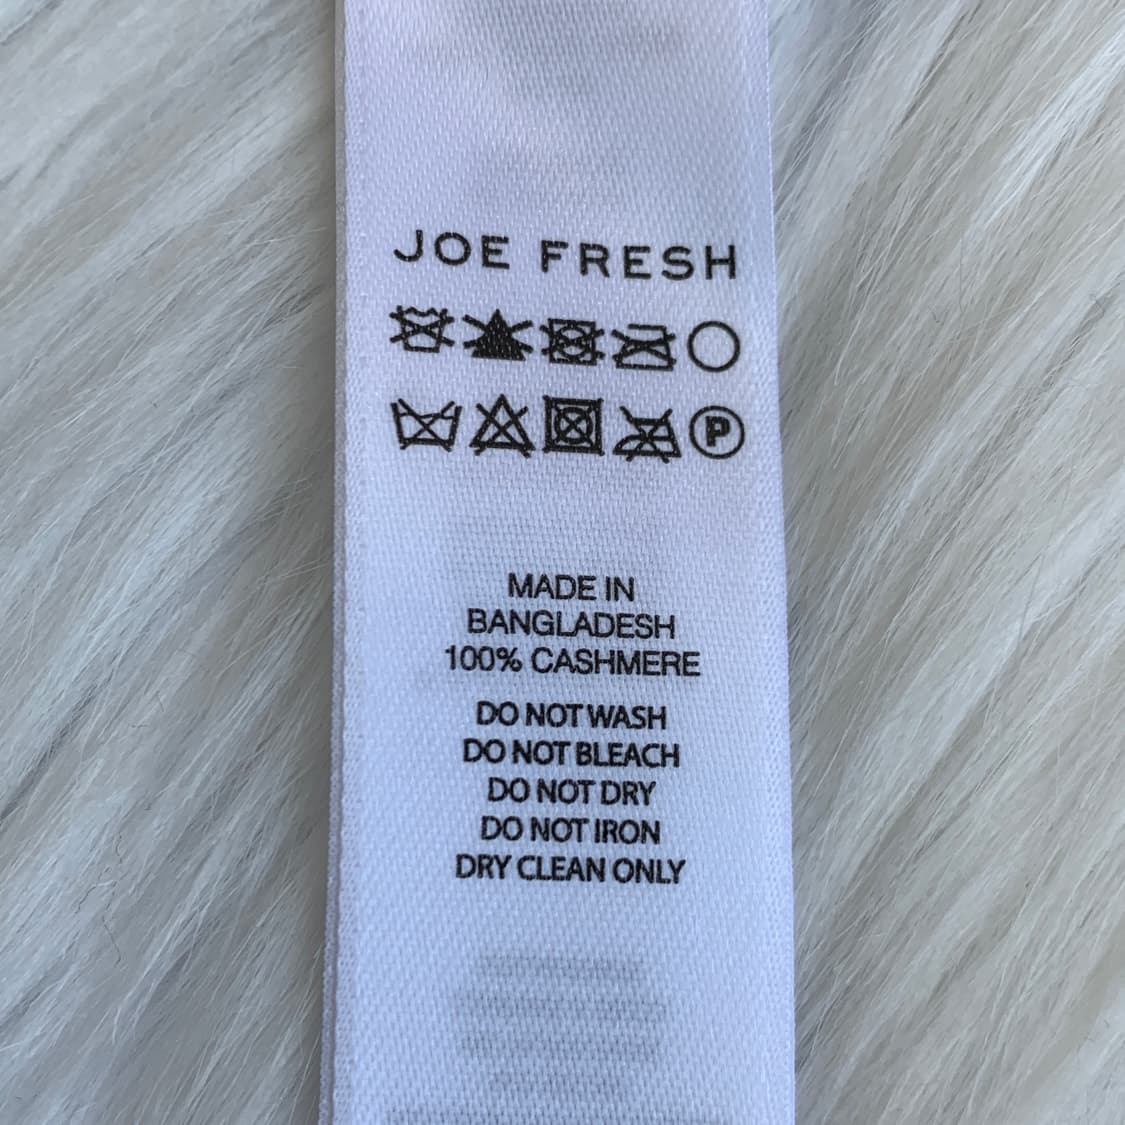 JOE FRESH
P
MADE IN
BANGLADESH
100% CASHMERE
DO NOT WASH
DO NOT BLEACH
DO NOT DRY
DO NOT IRON
DRY CLEAN ONLY